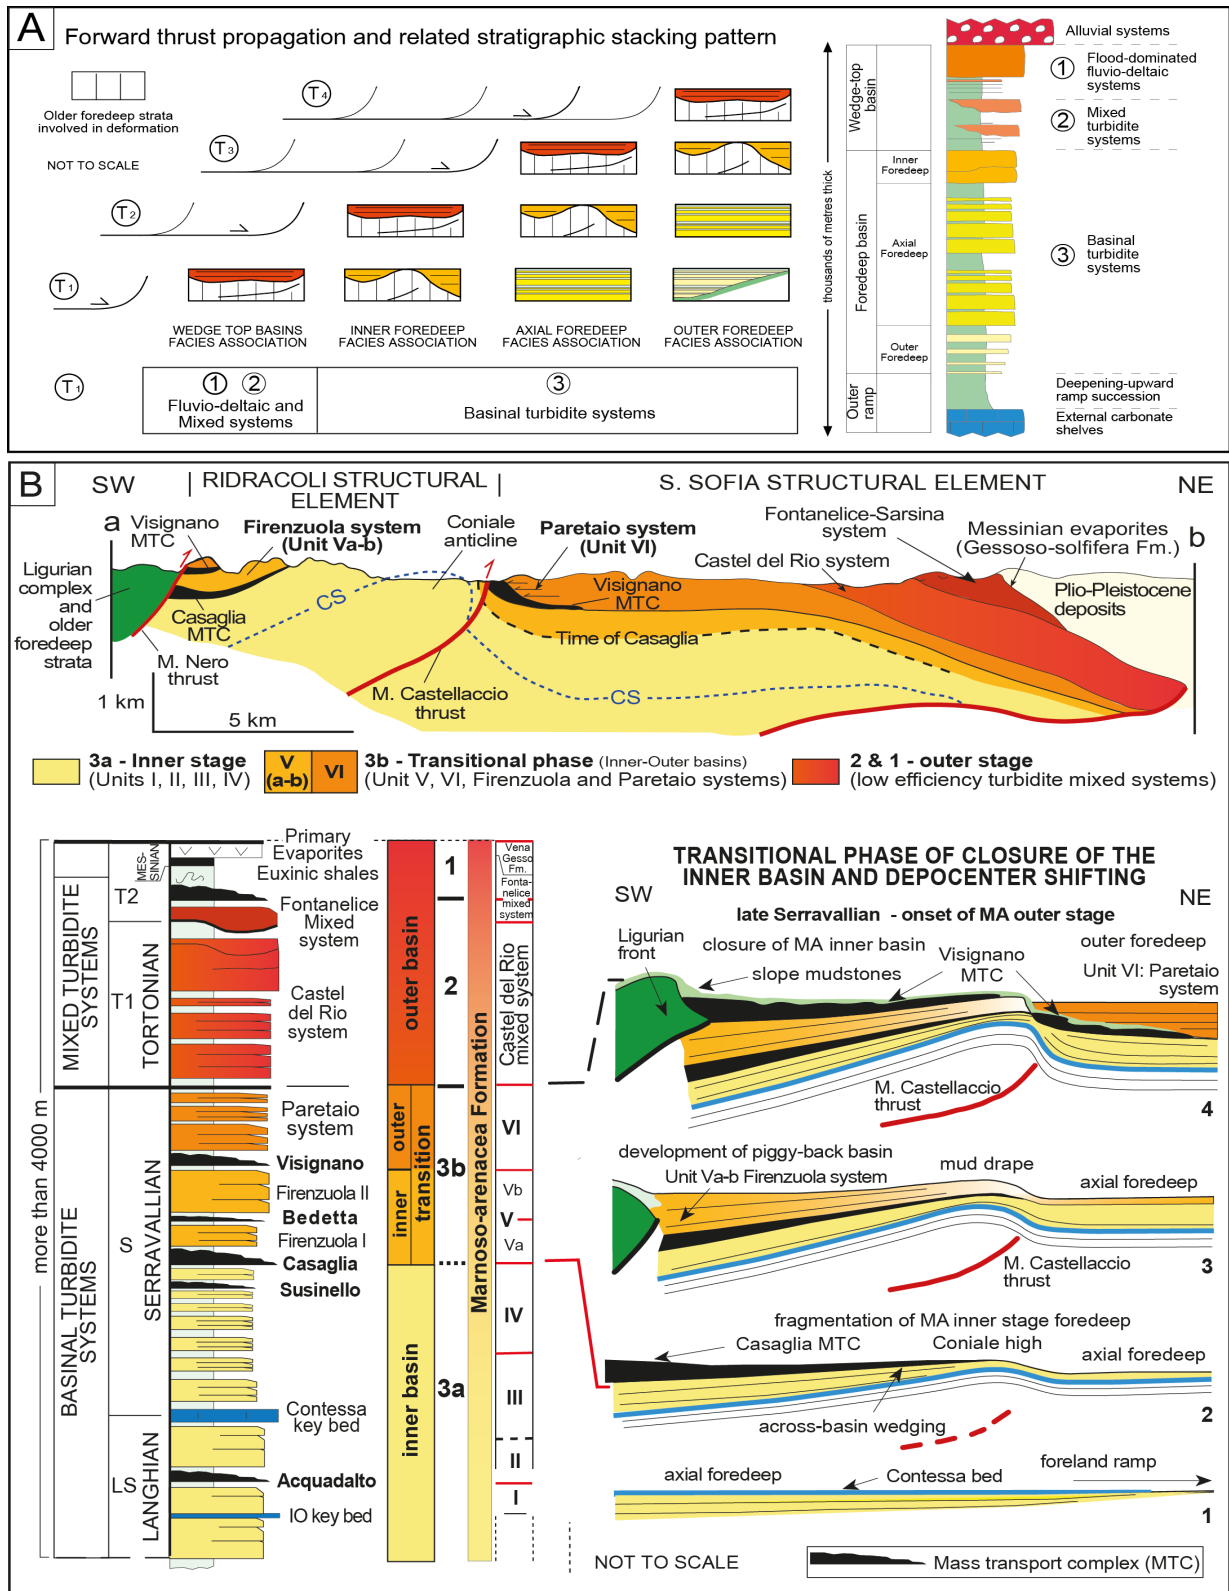 A
Forward thrust propagation and related stratigraphic stacking pattern
Older foredeep strata
involved in deformation
NOT TO SCALE
T4
T3
T2
T1
WEDGE TOP BASINS
FACIES ASSOCIATION
INNER FOREDEEP
FACIES ASSOCIATION
AXIAL FOREDEEP
FACIES ASSOCIATION
OUTER FOREDEEP
FACIES ASSOCIATION
T1
1 2
Fluvio-deltaic and
Mixed systems
3
Basinal turbidite systems
thousands of metres thick
Wedge-top
basin
Foredeep basin
Outer
ramp
Inner
Foredeep
Axial
Foredeep
Outer
Foredeep
Alluvial systems
1 Flood-dominated
fluvio-deltaic
systems
2 Mixed
turbidite
systems
3 Basinal
turbidite
systems
Deepening-upward
ramp succession
External carbonate
shelves
B
SW
RIDRACOLI STRUCTURAL
ELEMENT
S. SOFIA STRUCTURAL ELEMENT
NE
a
Visignano
MTC
Firenzuola system
(Unit Va-b)
Coniale
anticline
Paretaio system
(Unit VI)
Fontanelice-Sarsina
system
Messinian evaporites
(Gessoso-solfifera Fm.)
b
Castel del Rio system
Ligurian
complex
and
older
foredeep
strata
Casaglia
MTC
CS
Visignano
MTC
Plio-Pleistocene
deposits
Time of Casaglia
M. Nero
thrust
M. Castellaccio
thrust
CS
1 km
5 km
3a - Inner stage
(Units I, II, III, IV)
V
(a-b)
VI
3b - Transitional phase (Inner-Outer basins)
(Unit V, VI, Firenzuola and Paretaio systems)
2 & 1 - outer stage
(low efficiency turbidite mixed systems)
more than 4000 m
MIXED TURBIDITE
SYSTEMS
BASINAL TURBIDITE
SYSTEMS
T2
T1
S
LS
MES-
SINIAN
TORTONIAN
SERRAVALLIAN
LANGHIAN
Primary
Evaporites
Euxinic shales
Fontanelice
Mixed
system
Castel
del Rio
system
Paretaio
system
Visignano
Firenzuola II
Bedetta
Firenzuola I
Casaglia
Susinello
Contessa
key bed
Acquadalto
IO key bed
outer basin
outer
inner
transition
inner basin
1
2
3b
3a
Marnoso-arenacea Formation
Vena
Gesso
Fm.
Fonta-
nelice
mixed
system
Castel del Rio
mixed system
VI
Vb
V
Va
IV
III
II
I
TRANSITIONAL PHASE OF CLOSURE OF THE
INNER BASIN AND DEPOCENTER SHIFTING
SW
NE
late Serravallian - onset of MA outer stage
Ligurian
front
closure of MA inner basin
slope mudstones
Visignano
MTC
outer foredeep
Unit VI: Paretaio
system
M. Castellaccio
thrust
4
development of piggy-back basin
Unit Va-b Firenzuola system
mud drape
axial foredeep
M. Castellaccio
thrust
3
fragmentation of MA inner stage foredeep
Casaglia MTC
Coniale high
axial foredeep
across-basin wedging
2
axial foredeep
Contessa bed
foreland ramp
1
NOT TO SCALE
Mass transport complex (MTC)